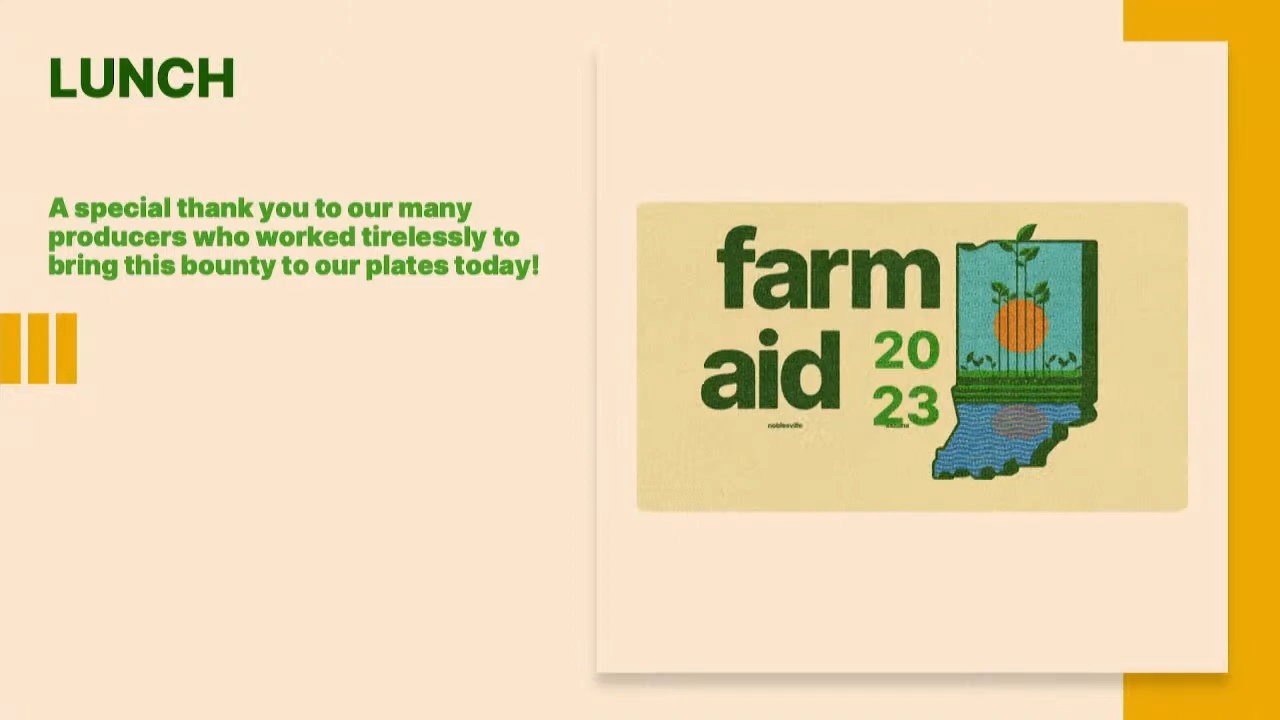 LUNCH
A special thank you to our many
producers who worked tirelessly to
bring this bounty to our plates today!
farm
aid
20
23
noblesville